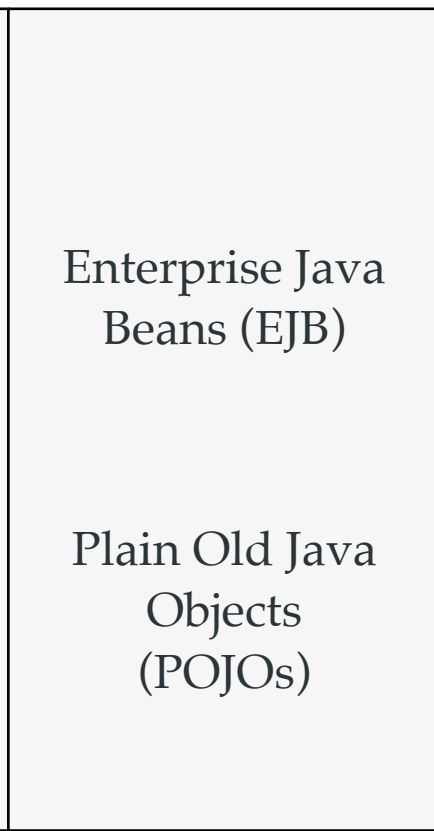 Enterprise Java
Beans (EJB)
Plain Old Java
Objects
(POJOs)